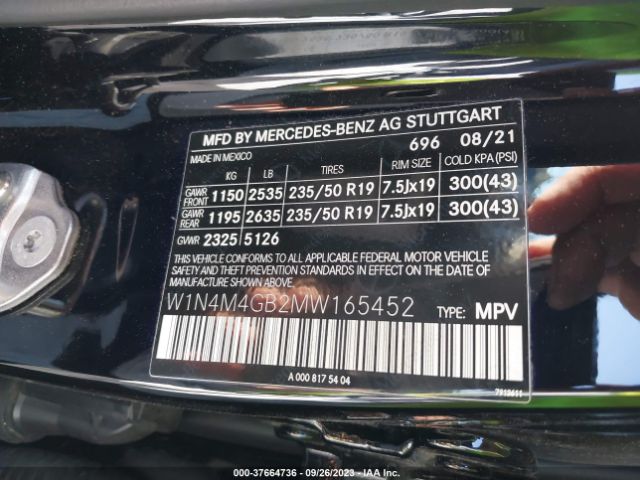 MFD BY MERCEDES-BENZ AG STUTTGART
MADE IN MEXICO 696 08/21
KG LB TIRES RIM SIZE COLD KPA (PSI)
GAWR FRONT 1150 2535 235/50 R19 7.5Jx19 300(43)
GAWR REAR 1195 2635 235/50 R19 7.5Jx19 300(43)
GVWR 2325 5126
THIS VEHICLE CONFORMS TO ALL APPLICABLE FEDERAL MOTOR VEHICLE
SAFETY AND THEFT PREVENTION STANDARDS IN EFFECT ON THE DATE OF
MANUFACTURE SHOWN ABOVE.
W1N4M4GB2MW165452 TYPE: MPV
A 000 817 54 04
000-37664736 - 09/26/2023 - Copyright © 2023 - IAA Inc.